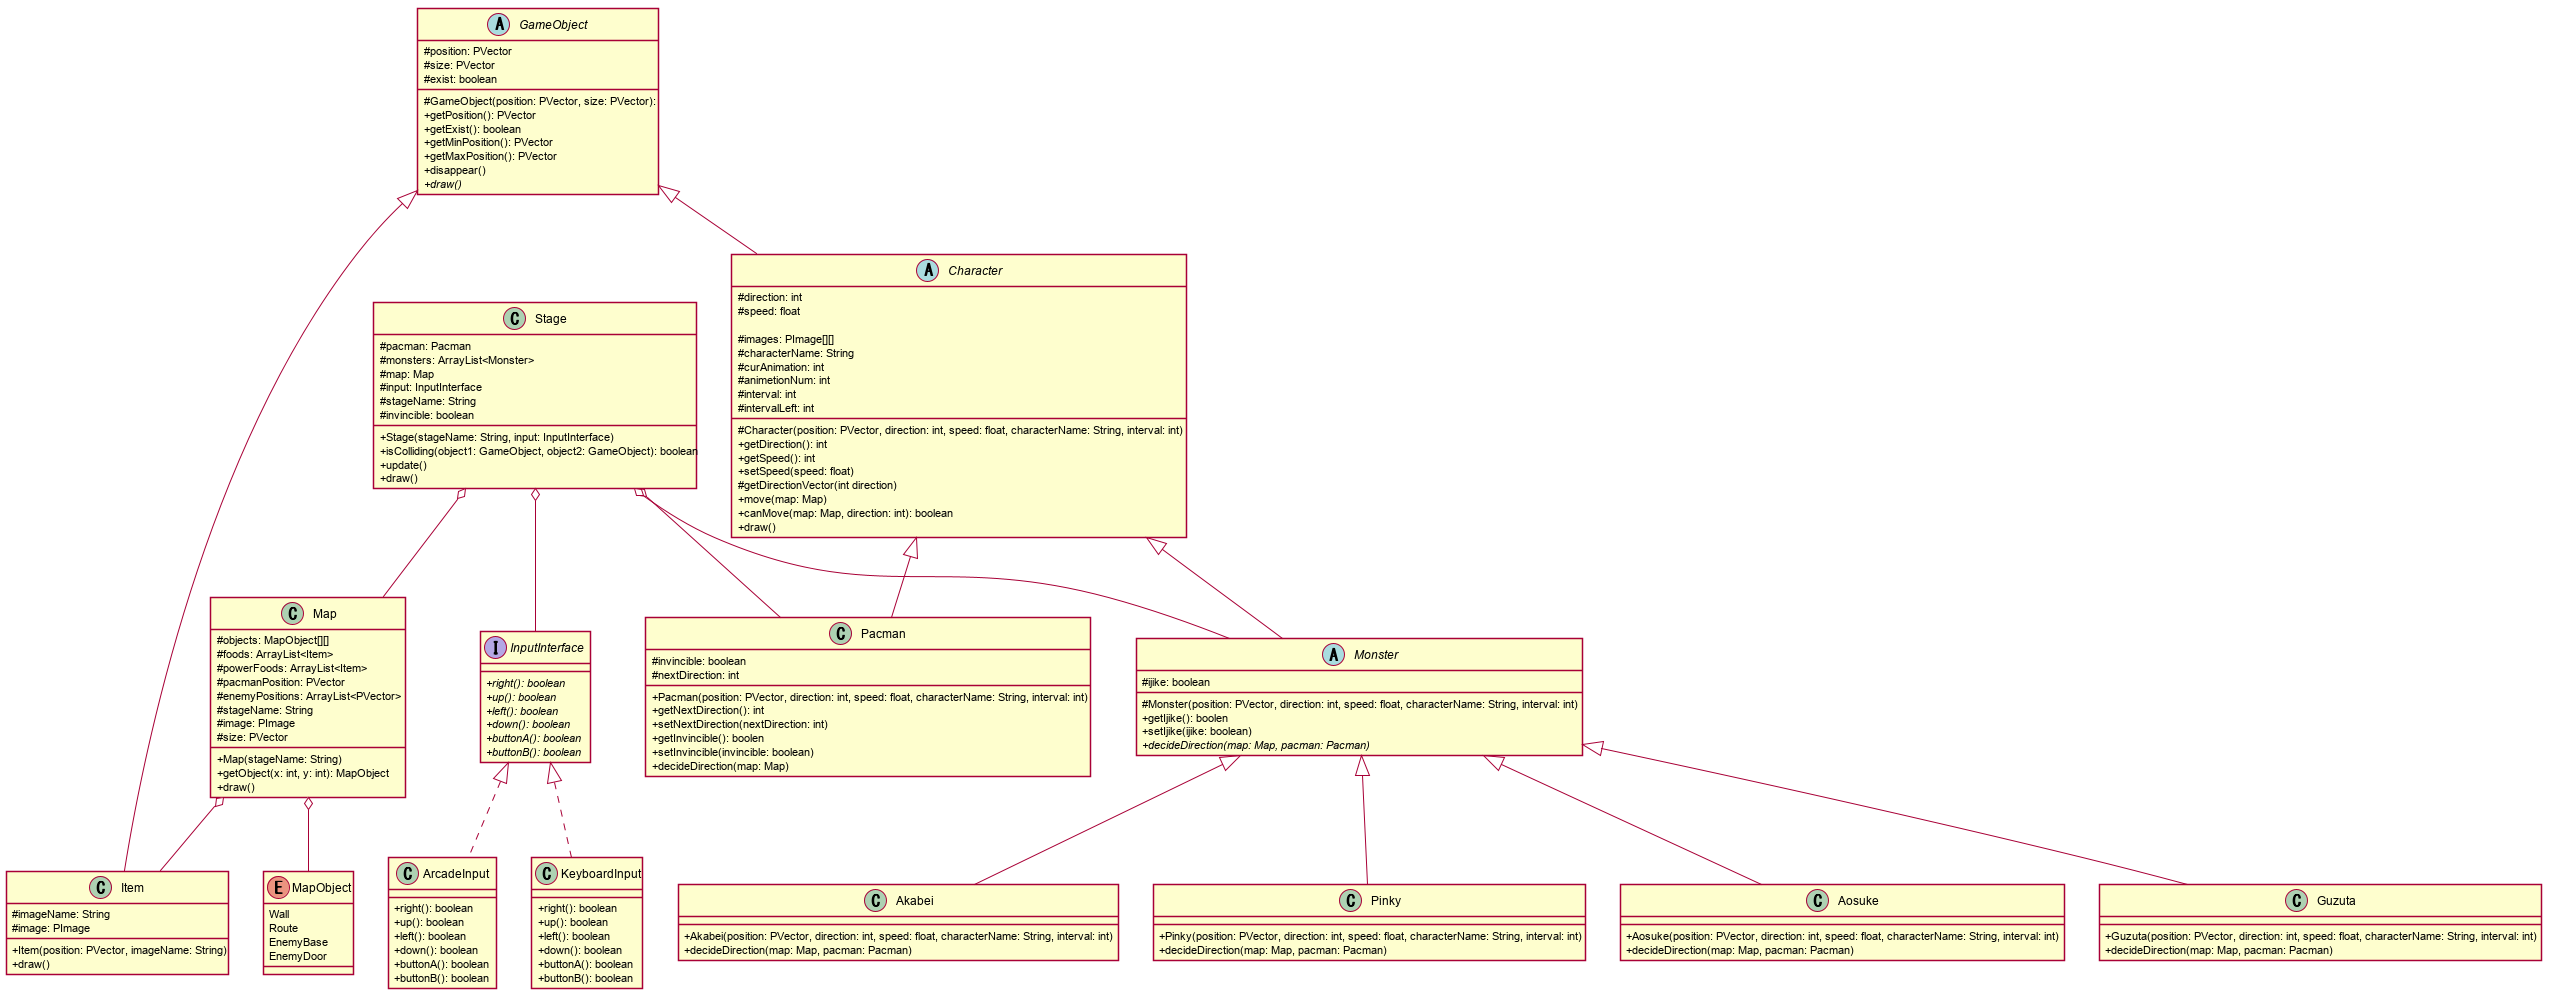 A GameObject
#position: PVector
#size: PVector
#exist: boolean
#GameObject(position: PVector, size: PVector):
+getPosition(): PVector
+getExist(): boolean
+getMinPosition(): PVector
+getMaxPosition(): PVector
+disappear()
+draw()
A Character
#direction: int
#speed: float
#images: PImage[][]
#characterName: String
#curAnimation: int
#animetionNum: int
#interval: int
#intervalLeft: int
#Character(position: PVector, direction: int, speed: float, characterName: String, interval: int)
+getDirection(): int
+getSpeed(): int
+setSpeed(speed: float)
#getDirectionVector(int direction)
+move(map: Map)
+canMove(map: Map, direction: int): boolean
+draw()
C Stage
#pacman: Pacman
#monsters: ArrayList<Monster>
#map: Map
#input: InputInterface
#stageName: String
#invincible: boolean
+Stage(stageName: String, input: InputInterface)
+isColliding(object1: GameObject, object2: GameObject): boolean
+update()
+draw()
C Map
#objects: MapObject[][]
#foods: ArrayList<Item>
#powerFoods: ArrayList<Item>
#pacmanPosition: PVector
#enemyPositions: ArrayList<PVector>
#stageName: String
#image: PImage
#size: PVector
+Map(stageName: String)
+getObject(x: int, y: int): MapObject
+draw()
I InputInterface
+right(): boolean
+up(): boolean
+left(): boolean
+down(): boolean
+buttonA(): boolean
+buttonB(): boolean
C Pacman
#invincible: boolean
#nextDirection: int
+Pacman(position: PVector, direction: int, speed: float, characterName: String, interval: int)
+getNextDirection(): int
+setNextDirection(nextDirection: int)
+getInvincible(): boolen
+setInvincible(invincible: boolean)
+decideDirection(map: Map)
A Monster
#ijike: boolean
#Monster(position: PVector, direction: int, speed: float, characterName: String, interval: int)
+getIjike(): boolen
+setIjike(ijike: boolean)
+decideDirection(map: Map, pacman: Pacman)
C Item
#imageName: String
#image: PImage
+Item(position: PVector, imageName: String)
+draw()
E MapObject
Wall
Route
EnemyBase
EnemyDoor
C ArcadeInput
+right(): boolean
+up(): boolean
+left(): boolean
+down(): boolean
+buttonA(): boolean
+buttonB(): boolean
C KeyboardInput
+right(): boolean
+up(): boolean
+left(): boolean
+down(): boolean
+buttonA(): boolean
+buttonB(): boolean
C Akabei
+Akabei(position: PVector, direction: int, speed: float, characterName: String, interval: int)
+decideDirection(map: Map, pacman: Pacman)
C Pinky
+Pinky(position: PVector, direction: int, speed: float, characterName: String, interval: int)
+decideDirection(map: Map, pacman: Pacman)
C Aosuke
+Aosuke(position: PVector, direction: int, speed: float, characterName: String, interval: int)
+decideDirection(map: Map, pacman: Pacman)
C Guzuta
+Guzuta(position: PVector, direction: int, speed: float, characterName: String, interval: int)
+decideDirection(map: Map, pacman: Pacman)